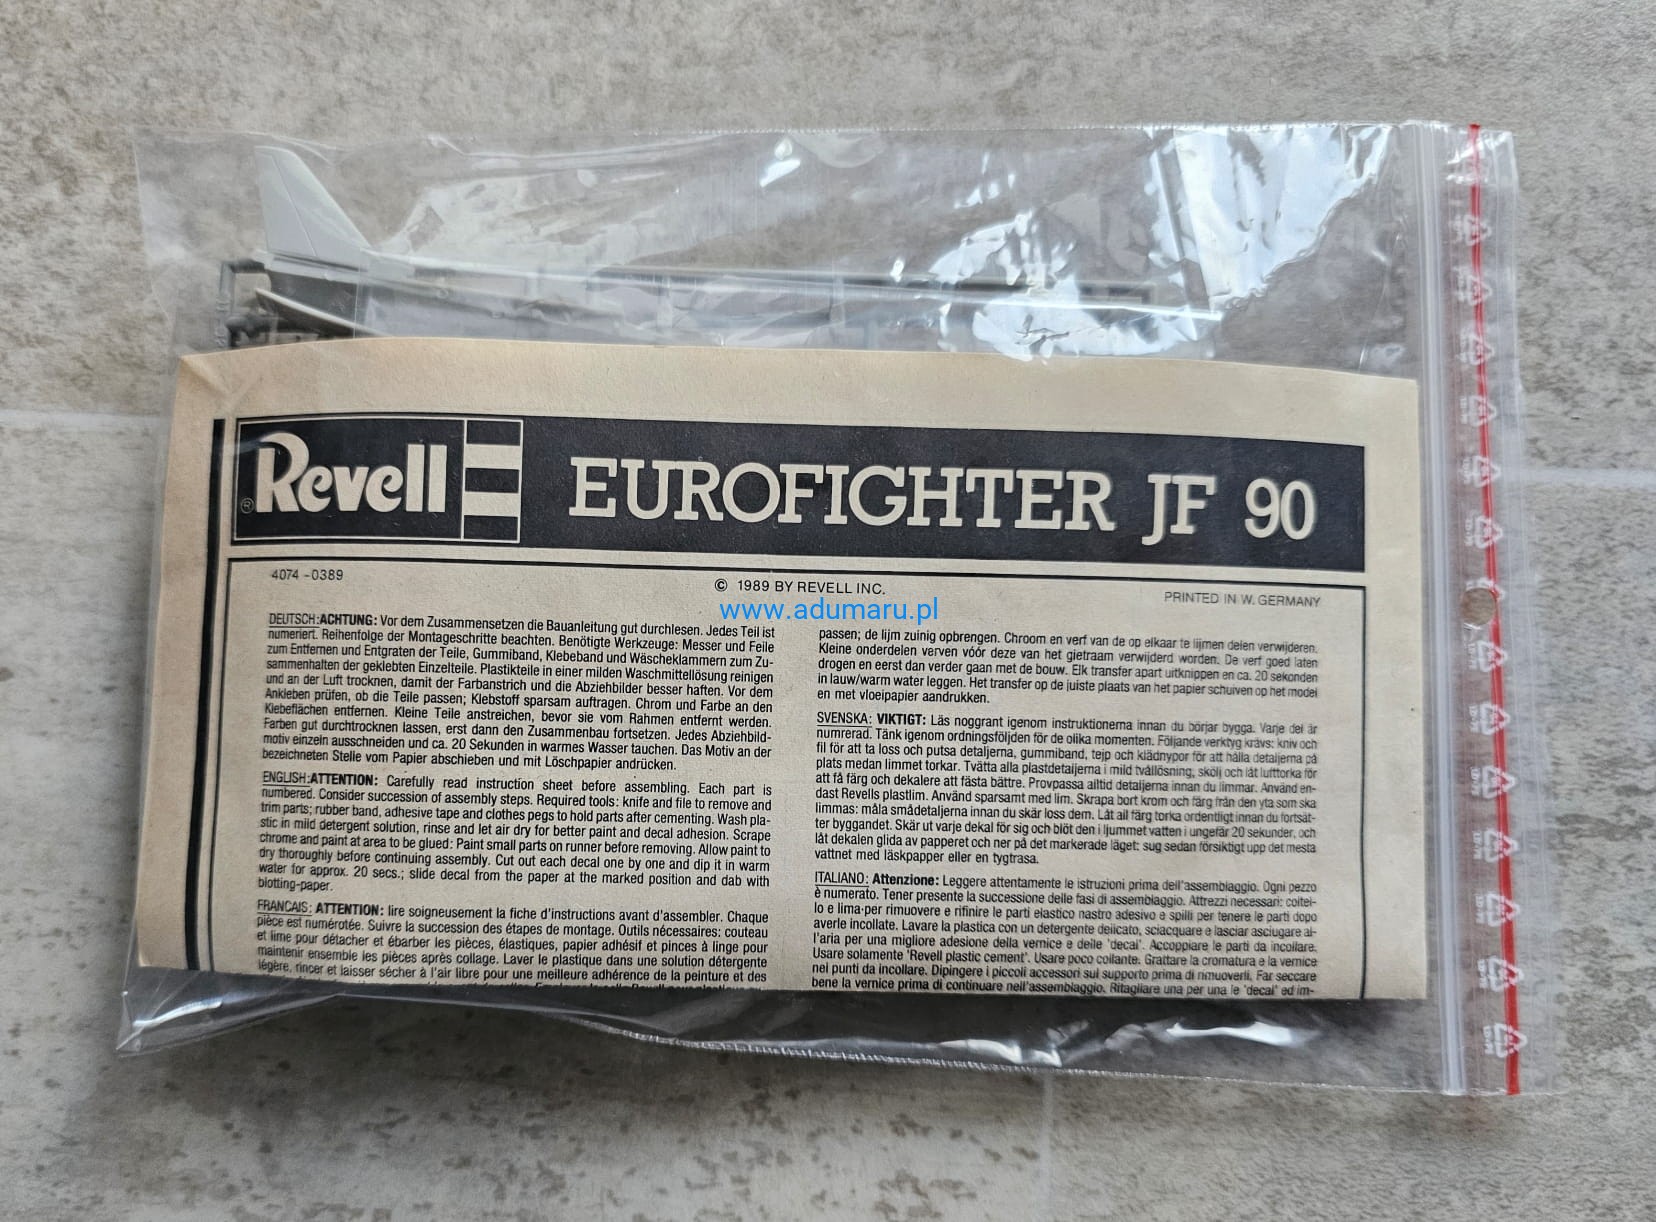 ® Revell EUROFIGHTER JF 90
4074 - 0389
© 1989 BY REVELL INC.
PRINTED IN W. GERMANY
www.adumaru.pl
DEUTSCH:ACHTUNG: Vor dem Zusammensetzen die Bauanleitung gut durchlesen. Jedes Teil ist
numeriert. Reihenfolge der Montageschritte beachten. Benötigte Werkzeuge: Messer und Feile
zum Entfernen und Entgraten der Teile, Gummiband, Klebeband und Wäscheklammern zum Zu-
sammenhalten der geklebten Einzelteile. Plastikteile in einer milden Waschmittellösung reinigen
und an der Luft trocknen, damit der Farbanstrich und die Abziehbilder besser haften. Vor dem
Ankleben prüfen, ob die Teile passen; Klebstoff sparsam auftragen. Chrom und Farbe an den
Klebeflächen entfernen. Kleine Teile anstreichen, bevor sie vom Rahmen entfernt werden.
Farben gut durchtrocknen lassen, erst dann den Zusammenbau fortsetzen. Jedes Abziehbild-
motiv einzeln ausschneiden und ca. 20 Sekunden in warmes Wasser tauchen. Das Motiv an der
bezeichneten Stelle vom Papier abschieben und mit Löschpapier andrücken.
ENGLISH:ATTENTION: Carefully read instruction sheet before assembling. Each part is
numbered. Consider succession of assembly steps. Required tools: knife and file to remove and
trim parts; rubber band, adhesive tape and clothes pegs to hold parts after cementing. Wash pla-
stic in mild detergent solution, rinse and let air dry for better paint and decal adhesion. Scrape
chrome and paint at area to be glued: Paint small parts on runner before removing. Allow paint to
dry thoroughly before continuing assembly. Cut out each decal one by one and dip it in warm
water for approx. 20 secs.; slide decal from the paper at the marked position and dab with
blotting-paper.
FRANCAIS: ATTENTION: lire soigneusement la fiche d'instructions avant d'assembler. Chaque
pièce est numérotée. Suivre la succession des étapes de montage. Outils nécessaires: couteau
et lime pour détacher et ébarber les pièces, élastiques, papier adhésif et pinces à linge pour
maintenir ensemble les pièces après collage. Laver le plastique dans une solution détergente
légère, rincer et laisser sécher à l'air libre pour une meilleure adhérence de la peinture et des
passen; de lijm zuinig opbrengen. Chroom en verf van de op elkaar te lijmen delen verwijderen.
Kleine onderdelen verven vóór deze van het gietraam verwijderd worden. De verf goed laten
drogen en eerst dan verder gaan met de bouw. Elk transfer apart uitknippen en ca. 20 sekonden
in lauw/warm water leggen. Het transfer op de juiste plaats van het papier schuiven op het model
en met vloeipapier aandrukken.
SVENSKA: VIKTIGT: Läs noggrant igenom instruktionerna innan du börjar bygga. Varje del är
numrerad. Tänk igenom ordningsföljden för de olika momenten. Följande verktyg krävs: kniv och
fil för att ta loss och putsa detaljerna, gummiband, tejp och klädnypor för att hålla detaljerna på
plats medan limmet torkar. Tvätta alla plastdetaljerna i mild tvållösning, skölj och låt lufttorka för
att få färg och dekalere att fästa bättre. Provpassa alltid detaljerna innan du limmar. Använd en-
dast Revells plastlim. Använd sparsamt med lim. Skrapa bort krom och färg från den yta som ska
limmas: måla smådetaljerna innan du skär loss dem. Låt all färg torka ordentligt innan du fortsät-
ter byggandet. Skär ut varje dekal för sig och blöt den i ljummet vatten i ungefär 20 sekunder, och
låt dekalen glida av papperet och ner på det markerade läget: sug sedan försiktigt upp det mesta
vattnet med läskpapper eller en tygtrasa.
ITALIANO: Attenzione: Leggere attentamente le istruzioni prima dell'assemblaggio. Ogni pezzo
è numerato. Tener presente la successione delle fasi di assemblaggio. Attrezzi necessari: coltel-
lo e lima-per rimuovere e rifinire le parti elastico nastro adesivo e spilli per tenere le parti dopo
averle incollate. Lavare la plastica con un detergente delicato, sciacquare e lasciar asciugare al-
l'aria per una migliore adesione della vernice e delle 'decal'. Accoppiare le parti da incollare.
Usare solamente 'Revell plastic cement'. Usare poco collante. Grattare la cromatura e la vernice
nei punti da incollare. Dipingere i piccoli accessori sul supporto prima di rimuoverli. Far seccare
bene la vernice prima di continuare nell'assemblaggio. Ritagliare una per una le 'decal' ed im-